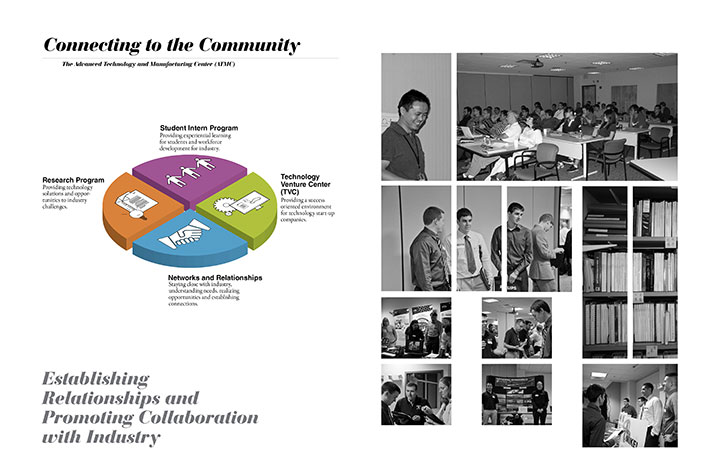 Connecting to the Community
The Advanced Technology and Manufacturing Center (ATMC)
Student Intern Program
Providing experiential learning
for students and workforce
development for industry.
Research Program
Providing technology
solutions and oppor-
tunities to industry
challenges.
Technology
Venture Center
(TVC)
Providing a success
oriented environment
for technology start-up
companies.
Networks and Relationships
Staying close with industry,
understanding needs, realizing
opportunities and establishing
connections.
Establishing
Relationships and
Promoting Collaboration
with Industry